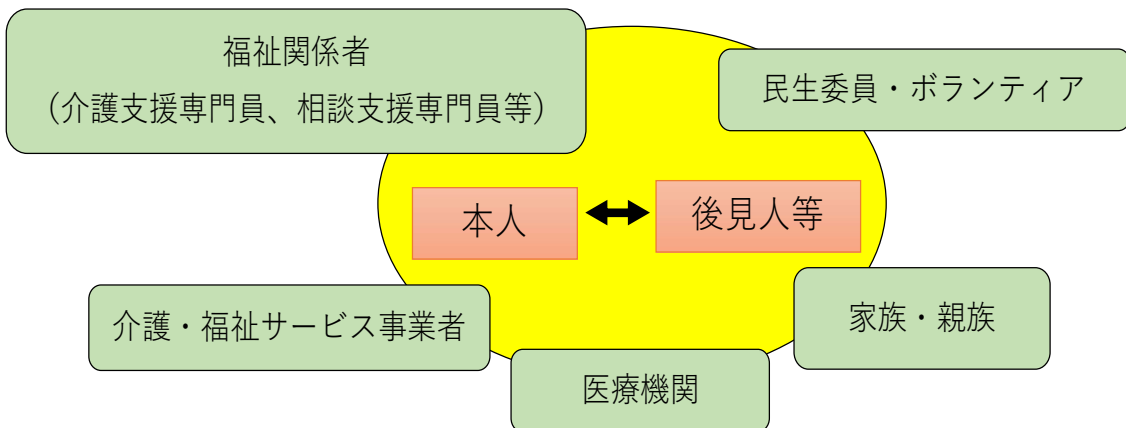 福祉関係者
（介護支援専門員、相談支援専門員等）
民生委員・ボランティア
本人
後見人等
介護・福祉サービス事業者
家族・親族
医療機関